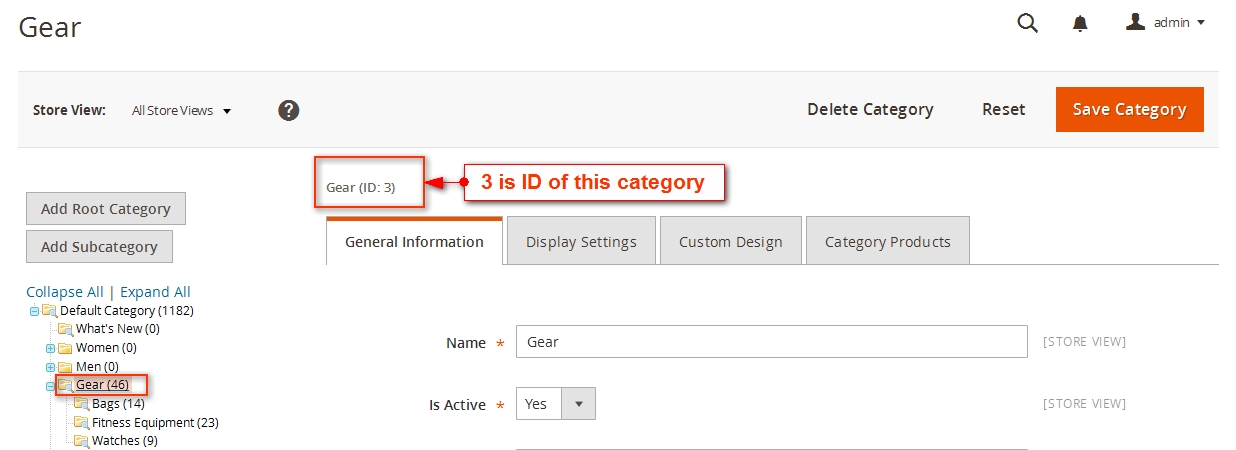 Gear
admin
Store View: All Store Views ? Delete Category Reset Save Category
Gear (ID: 3) 3 is ID of this category
Add Root Category
Add Subcategory
General Information Display Settings Custom Design Category Products
Collapse All | Expand All
Default Category (1182)
What's New (0)
Women (0)
Men (0)
Gear (46)
Bags (14)
Fitness Equipment (23)
Watches (9)
Name * Gear [STORE VIEW]
Is Active * Yes [STORE VIEW]